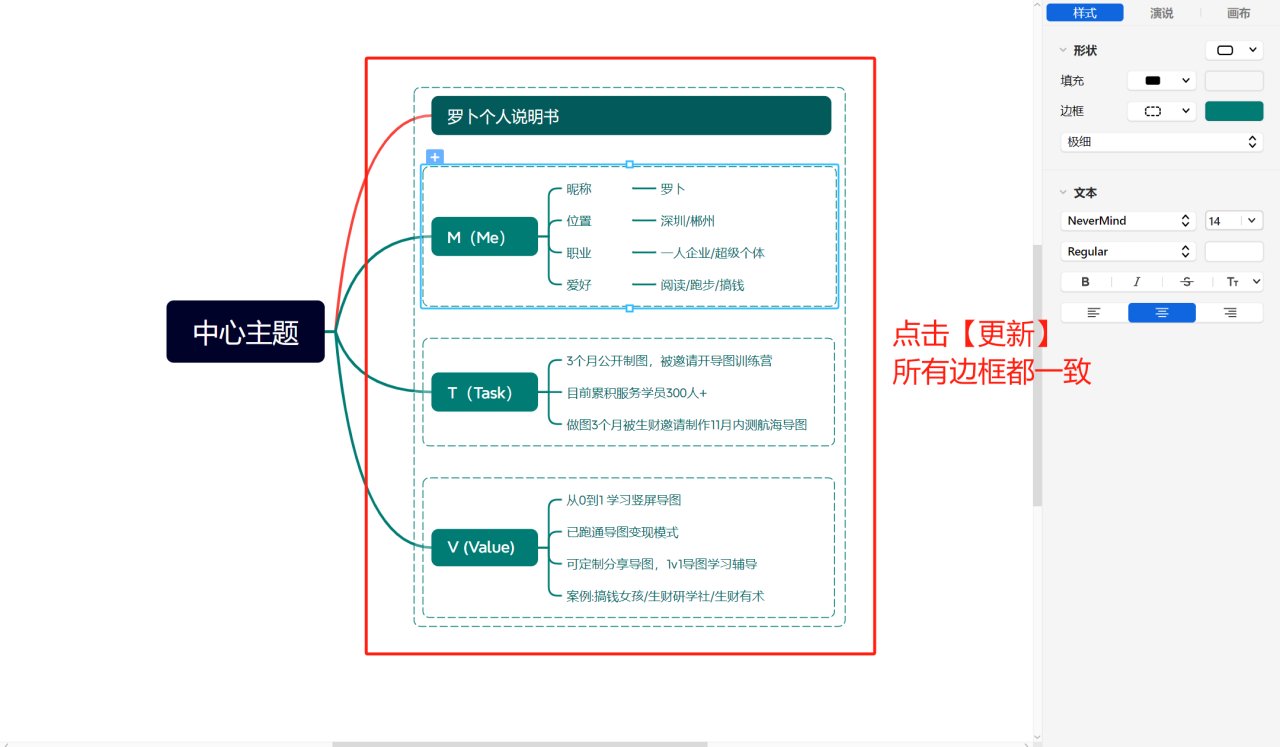 样式 演说 画布
形状
填充
边框
极细
文本
NeverMind 14
Regular
B I S Tт
中心主题
罗卜个人说明书
M（Me）
昵称 罗卜
位置 深圳/郴州
职业 一人企业/超级个体
爱好 阅读/跑步/搞钱
T（Task）
3个月公开制图，被邀请开导图训练营
目前累积服务学员300人+
做图3个月被生财邀请制作11月内测航海导图
V (Value)
从0到1 学习竖屏导图
已跑通导图变现模式
可定制分享导图，1v1导图学习辅导
案例:搞钱女孩/生财研学社/生财有术
点击【更新】
所有边框都一致